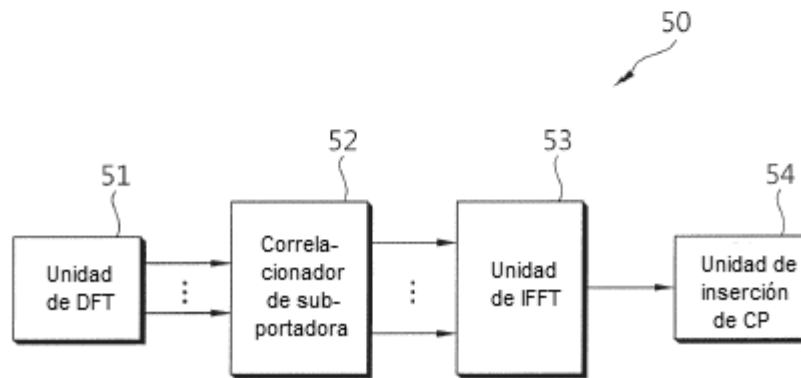 50
51
52
53
54
Unidad
de DFT
Correla-
cionador
de sub-
portadora
Unidad
de IFFT
Unidad de
inserción
de CP